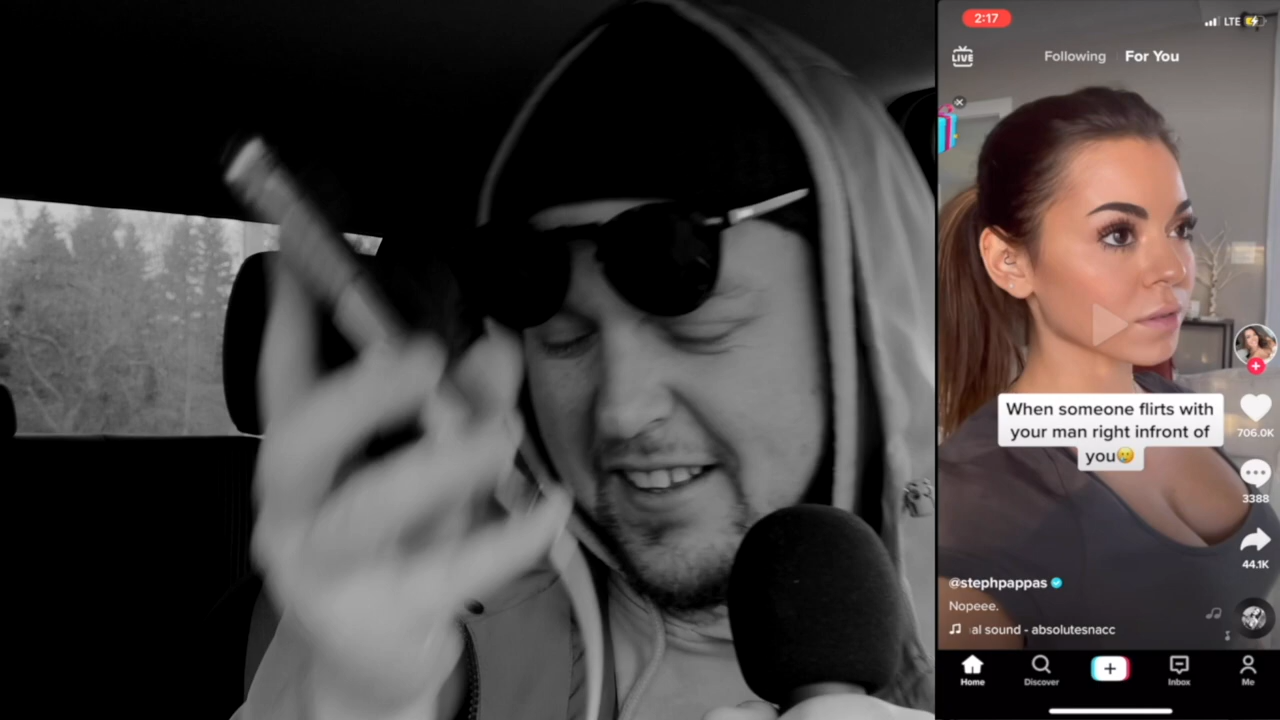 2:17
LTE
LIVE
Following
For You
When someone flirts with
your man right infront of
you😢
706.0K
3388
44.1K
@stephpappas
Nopeee.
al sound - absolutesnacc
Home
Discover
Inbox
Me